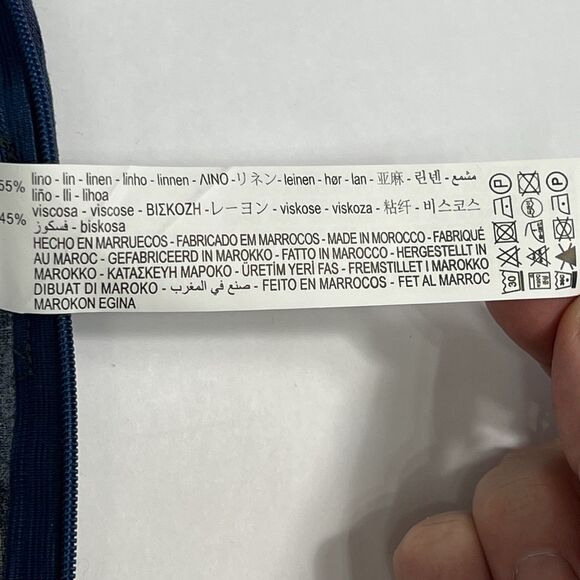 55% lino - lin - linen - linho - linnen - ΛΙΝΟ - リネン- leinen - hør - lan - 亚麻 - 린넨 - مشمع
liño - lli - lihoa
45% viscosa - viscose - ΒΙΣΚΟΖΗ - レーヨン - viskose - viskoza - 粘纤 - 비스코스
فسكوز - biskosa
HECHO EN MARRUECOS - FABRICADO EM MARROCOS - MADE IN MOROCCO - FABRIQUÉ
AU MAROC - GEFABRICEERD IN MAROKKO - FATTO IN MAROCCO - HERGESTELLT IN
MAROKKO - ΚΑΤΑΣΚΕΥΗ ΜΑΡΟΚΟ - ÜRETİM YERİ FAS - FREMSTILLET I MAROKKO
DIBUAT DI MAROKO - صنع في المغرب - FEITO EN MARROCOS - FET AL MARROC
MAROKON EGINA
P
P
30